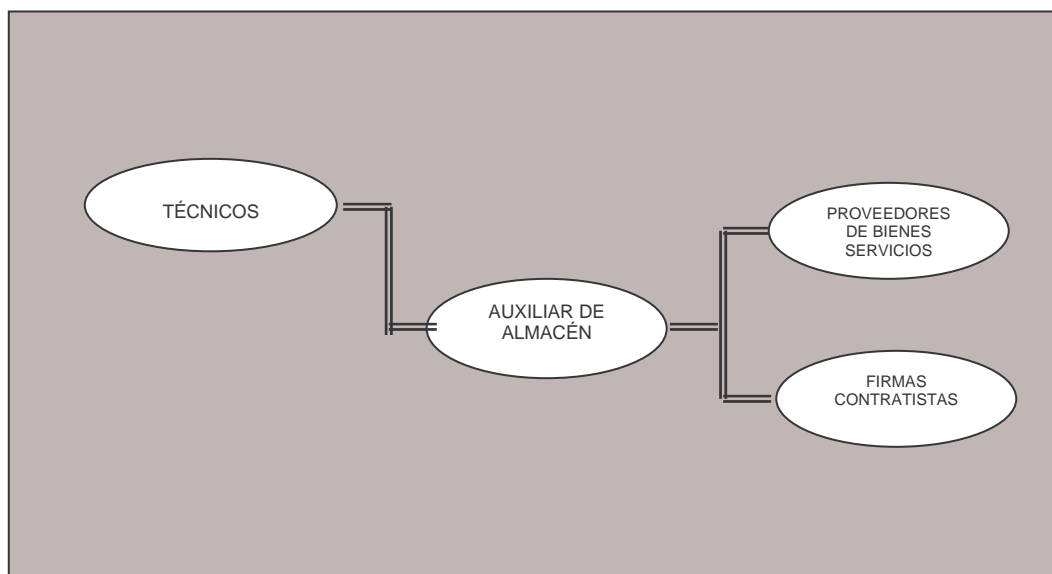 TÉCNICOS
AUXILIAR DE
ALMACÉN
PROVEEDORES
DE BIENES
SERVICIOS
FIRMAS
CONTRATISTAS